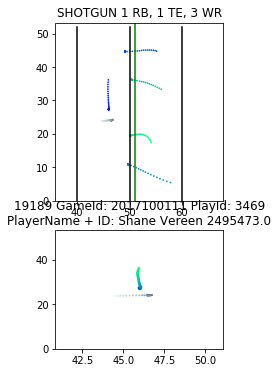 SHOTGUN 1 RB, 1 TE, 3 WR
50
40
30
20
10
0
40 50 60
19189 GameId: 2017100111 PlayId: 3469
PlayerName + ID: Shane Vereen 2495473.0
40
20
0
42.5 45.0 47.5 50.0